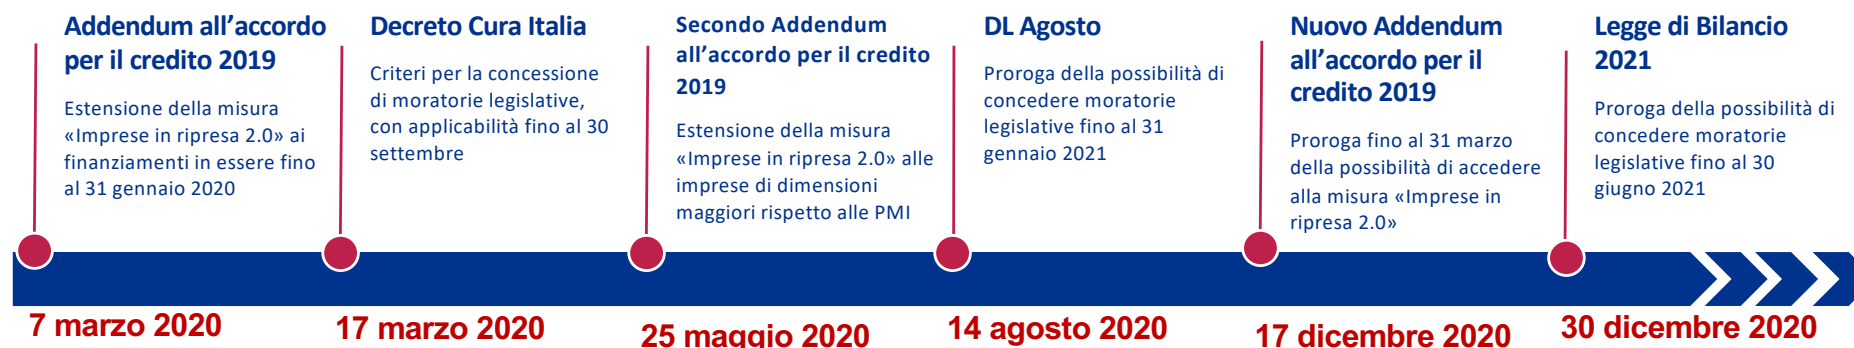 Addendum all’accordo
per il credito 2019
Estensione della misura
«Imprese in ripresa 2.0» ai
finanziamenti in essere fino
al 31 gennaio 2020
7 marzo 2020
Decreto Cura Italia
Criteri per la concessione
di moratorie legislative,
con applicabilità fino al 30
settembre
17 marzo 2020
Secondo Addendum
all’accordo per il credito
2019
Estensione della misura
«Imprese in ripresa 2.0» alle
imprese di dimensioni
maggiori rispetto alle PMI
25 maggio 2020
DL Agosto
Proroga della possibilità di
concedere moratorie
legislative fino al 31
gennaio 2021
14 agosto 2020
Nuovo Addendum
all’accordo per il
credito 2019
Proroga fino al 31 marzo
della possibilità di accedere
alla misura «Imprese in
ripresa 2.0»
17 dicembre 2020
Legge di Bilancio
2021
Proroga della possibilità di
concedere moratorie
legislative fino al 30
giugno 2021
30 dicembre 2020